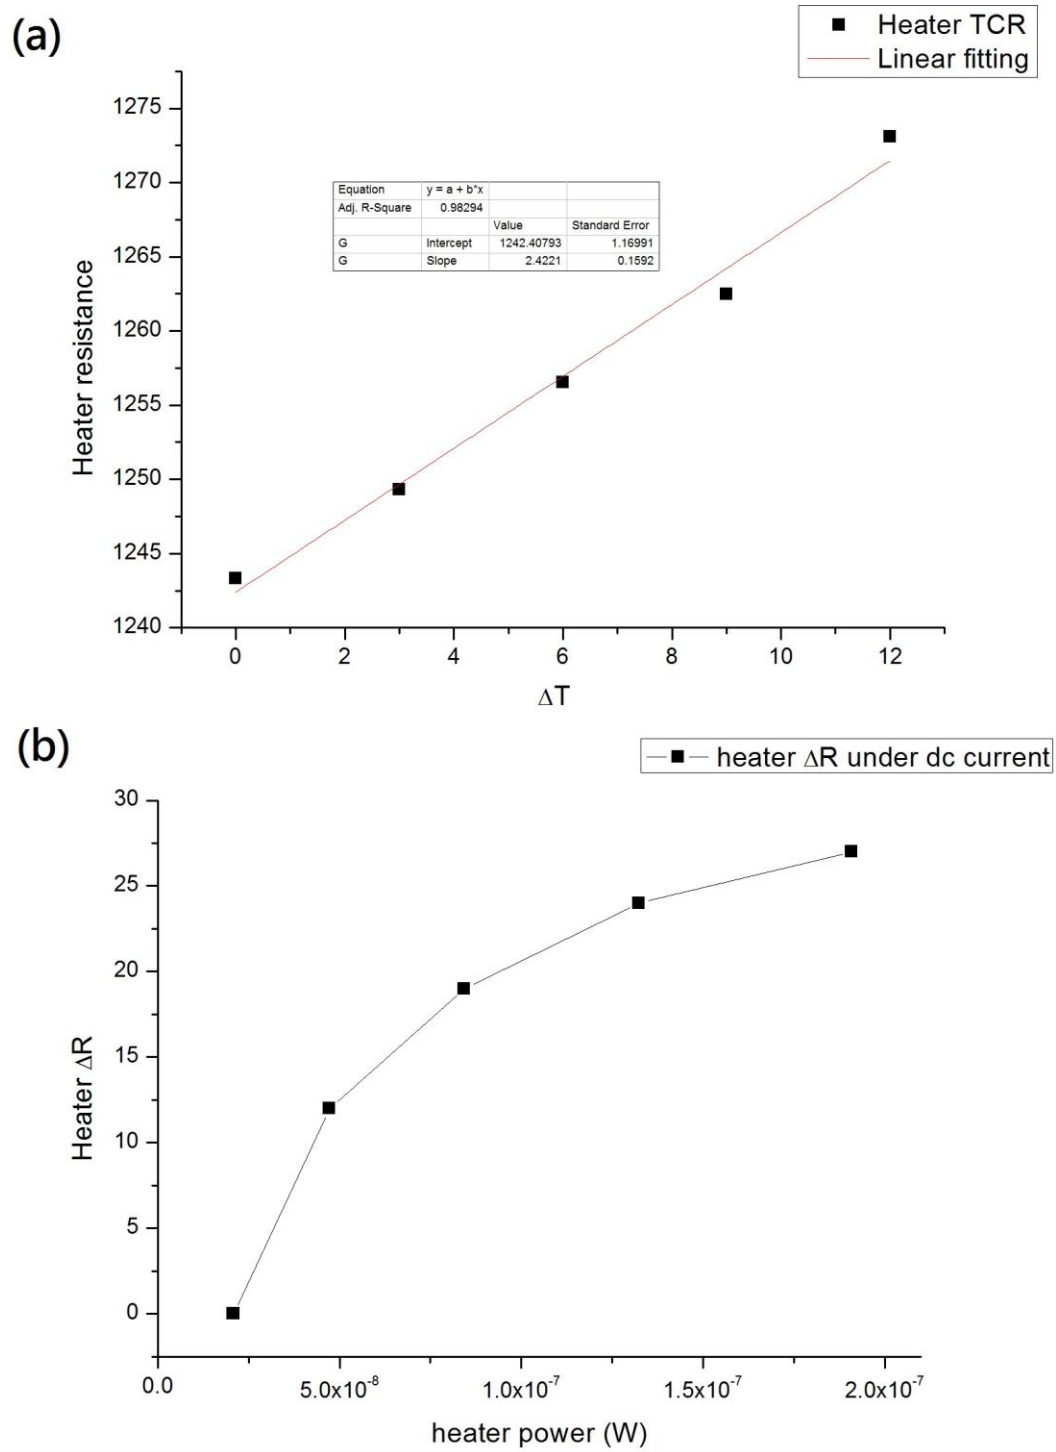 (a)
Heater TCR
Linear fitting
1275
1270
1265
1260
1255
1250
1245
1240
Heater resistance
Equation y = a + b*x
Adj. R-Square 0.98294
Value Standard Error
G Intercept 1242.40793 1.16991
G Slope 2.4221 0.1592
0 2 4 6 8 10 12
ΔT
(b)
heater ΔR under dc current
30
25
20
15
10
5
0
Heater ΔR
0.0 5.0x10⁻⁸ 1.0x10⁻⁷ 1.5x10⁻⁷ 2.0x10⁻⁷
heater power (W)